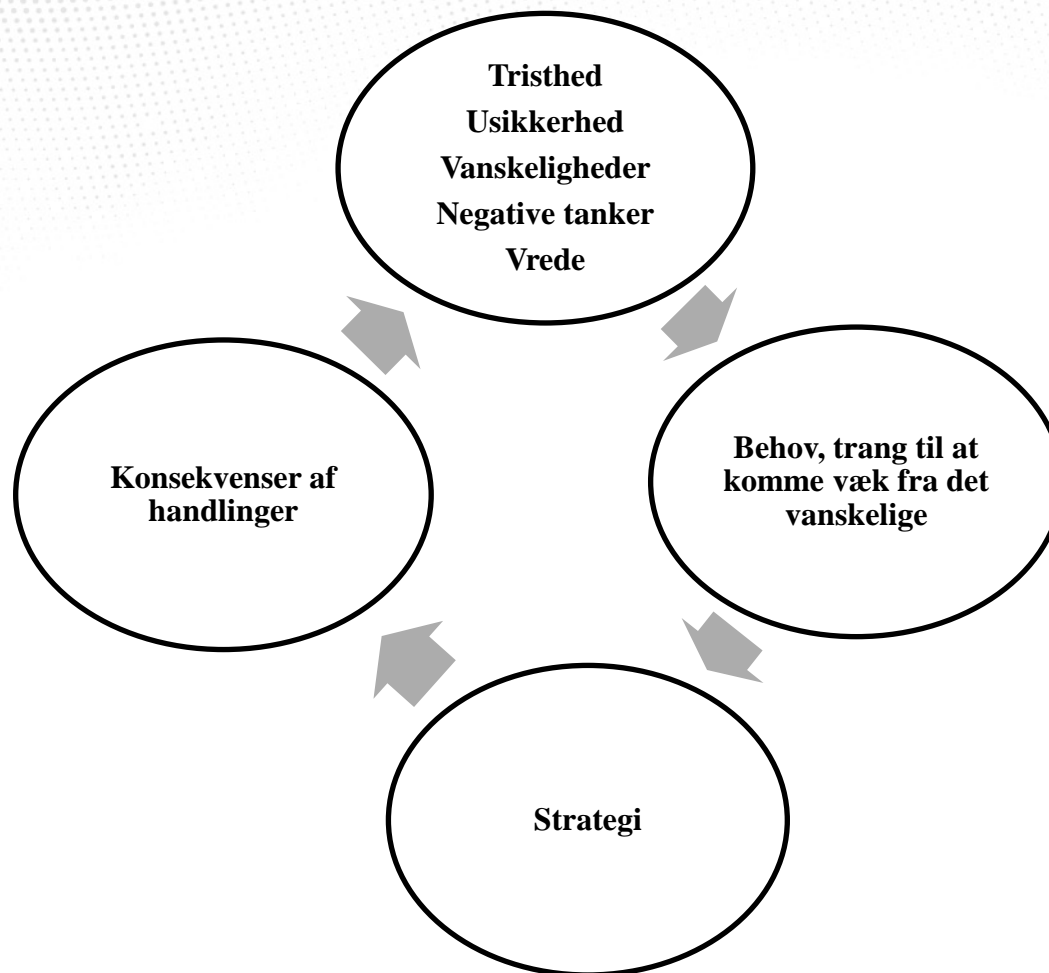 Tristhed
Usikkerhed
Vanskeligheder
Negative tanker
Vrede
Behov, trang til at
komme væk fra det
vanskelige
Strategi
Konsekvenser af
handlinger